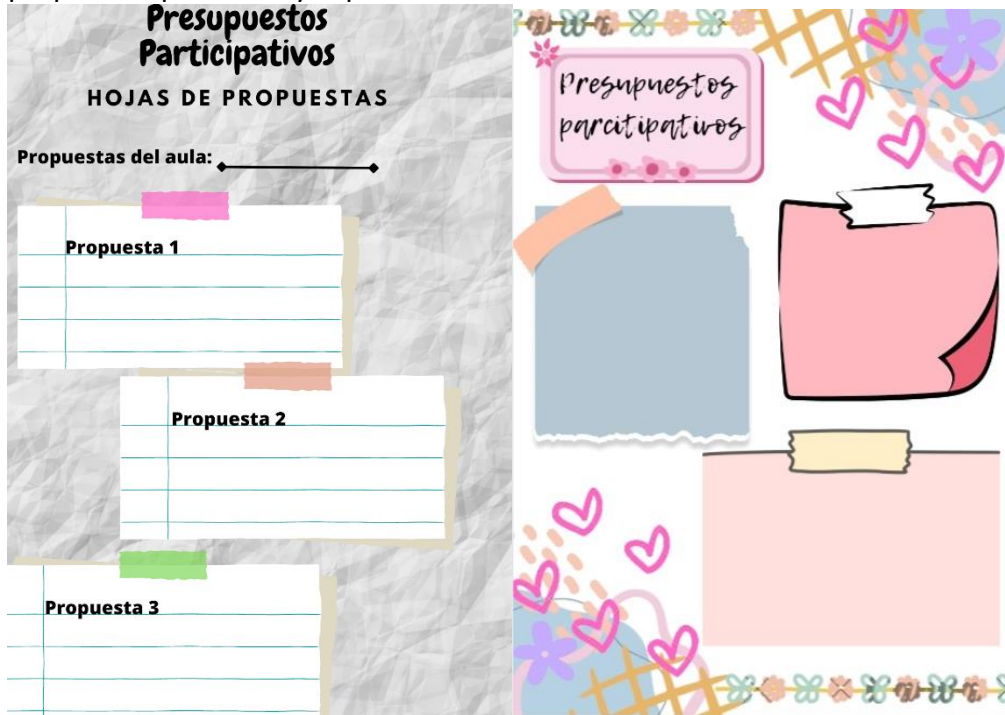 Presupuestos
Participativos
HOJAS DE PROPUESTAS
Propuestas del aula:
Propuesta 1
Propuesta 2
Propuesta 3
Presupuestos
parcitipativos